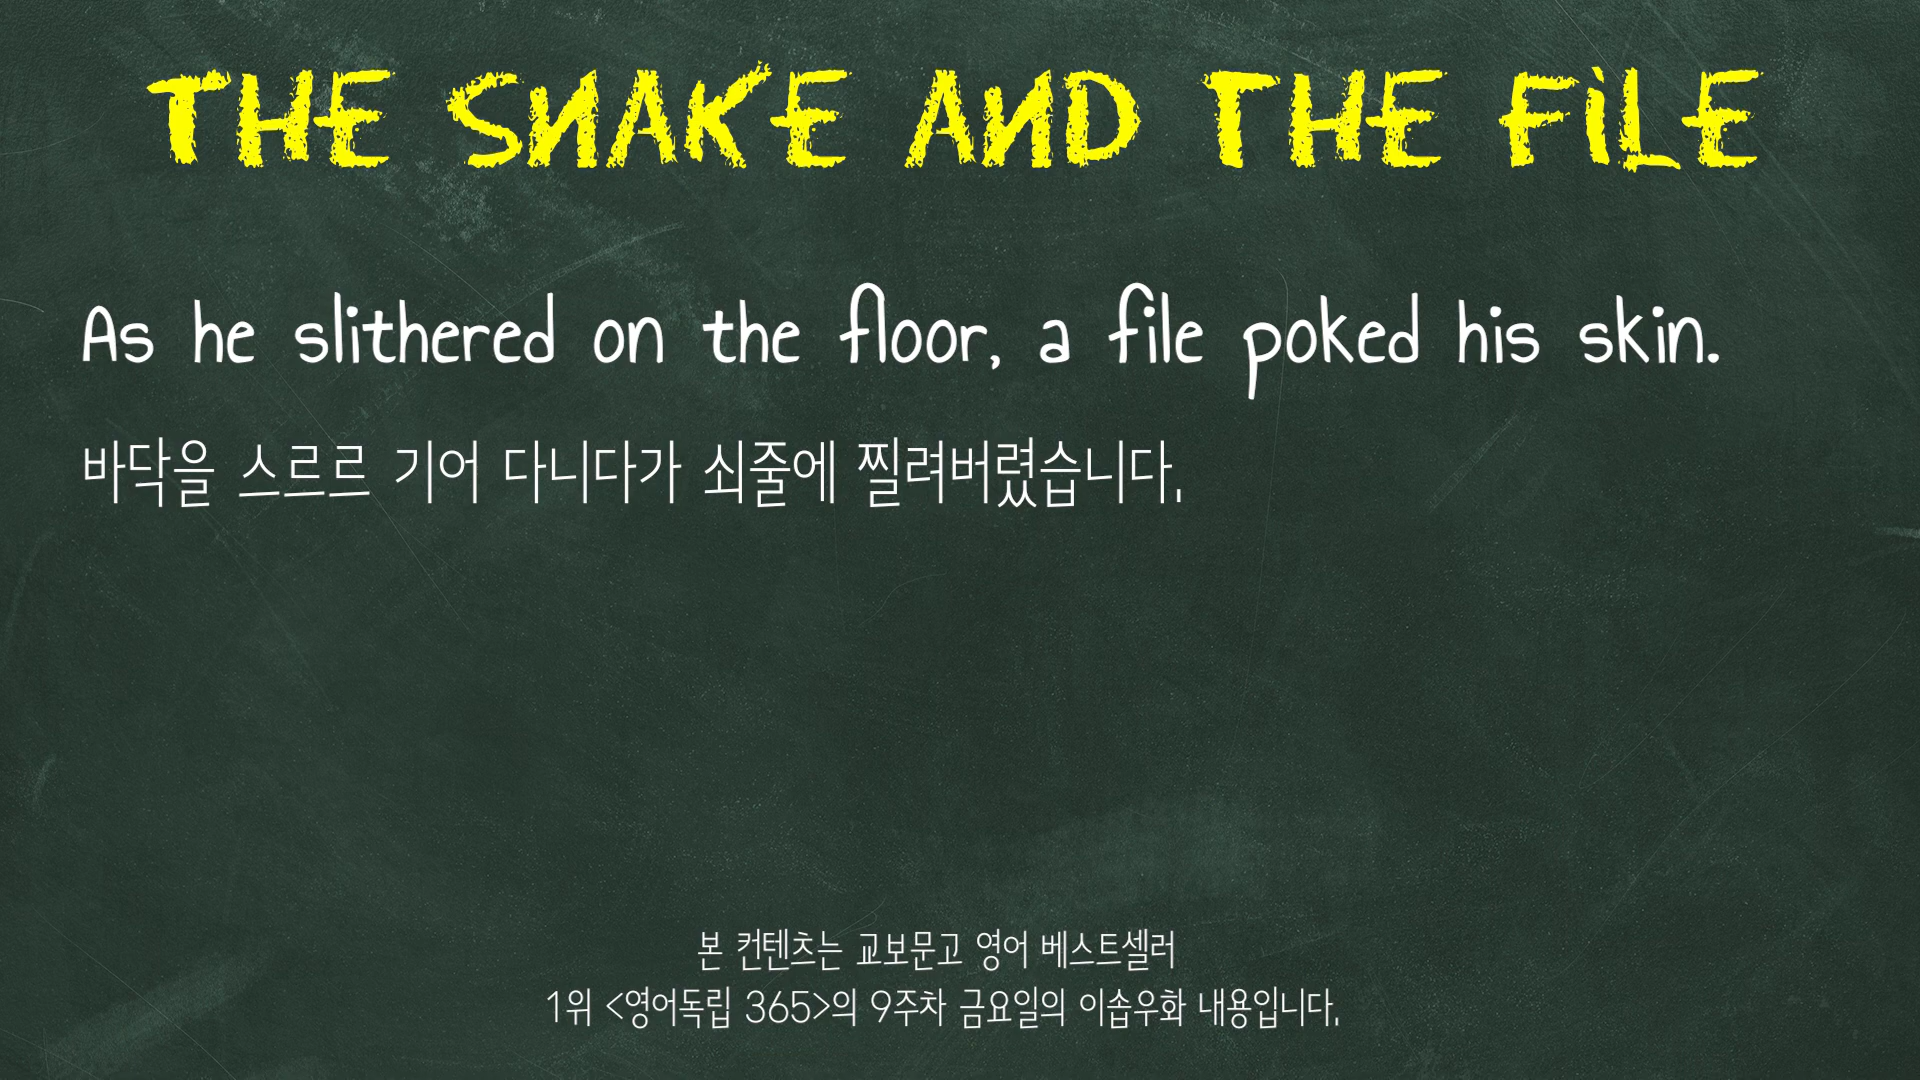 THE SNAKE AND THE FILE
As he slithered on the floor, a file poked his skin.
바닥을 스르르 기어 다니다가 쇠줄에 찔려버렸습니다.
본 컨텐츠는 교보문고 영어 베스트셀러
1위 <영어독립 365>의 9주차 금요일의 이솝우화 내용입니다.